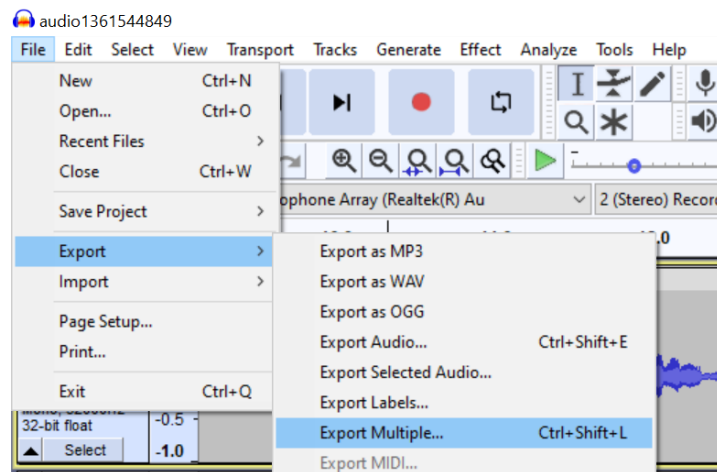 audio1361544849
File Edit Select View Transport Tracks Generate Effect Analyze Tools Help
New Ctrl+N
Open... Ctrl+O
Recent Files
Close Ctrl+W
Save Project
Export
Import
Page Setup...
Print...
Exit Ctrl+Q
ophone Array (Realtek(R) Au
2 (Stereo) Recor
.0
Export as MP3
Export as WAV
Export as OGG
Export Audio... Ctrl+Shift+E
Export Selected Audio...
Export Labels...
Export Multiple... Ctrl+Shift+L
Export MIDI...
32-bit float
Select
-0.5
-1.0